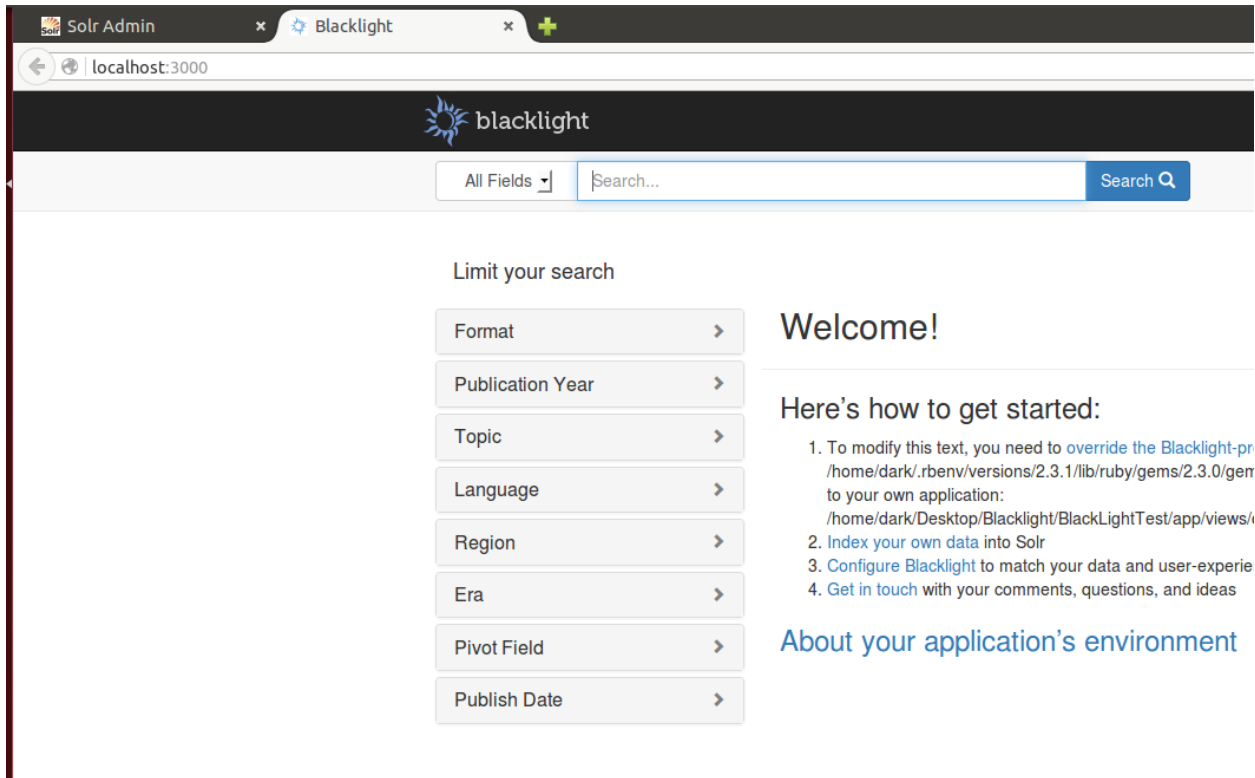 Solr Admin
Blacklight
localhost:3000
blacklight
All Fields
Search...
Search
Limit your search
Format
Publication Year
Topic
Language
Region
Era
Pivot Field
Publish Date
Welcome!
Here's how to get started:
1. To modify this text, you need to override the Blacklight-pr
/home/dark/.rbenv/versions/2.3.1/lib/ruby/gems/2.3.0/gem
to your own application:
/home/dark/Desktop/Blacklight/BlackLightTest/app/views/
2. Index your own data into Solr
3. Configure Blacklight to match your data and user-experie
4. Get in touch with your comments, questions, and ideas
About your application's environment